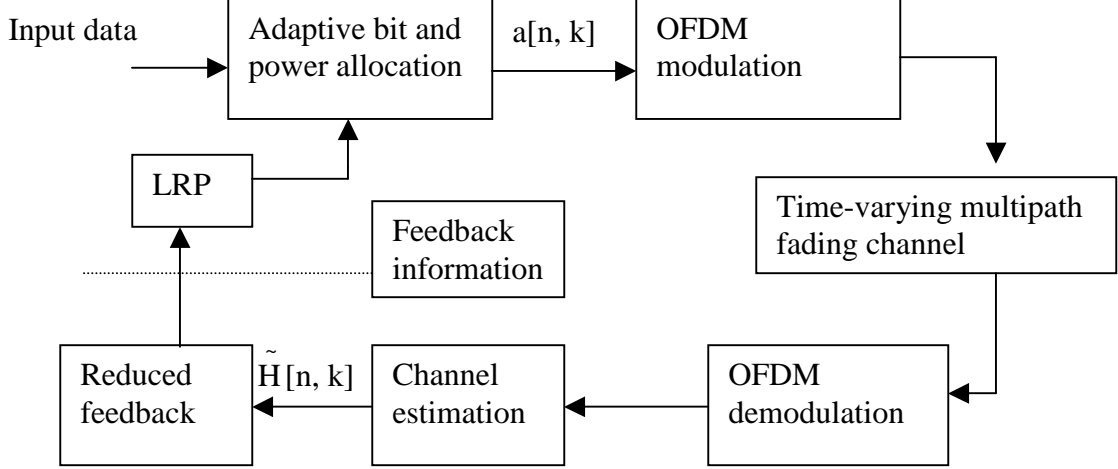 Input data
Adaptive bit and
power allocation
a[n, k]
OFDM
modulation
LRP
Feedback
information
Time-varying multipath
fading channel
Reduced
feedback
H̃[n, k]
Channel
estimation
OFDM
demodulation